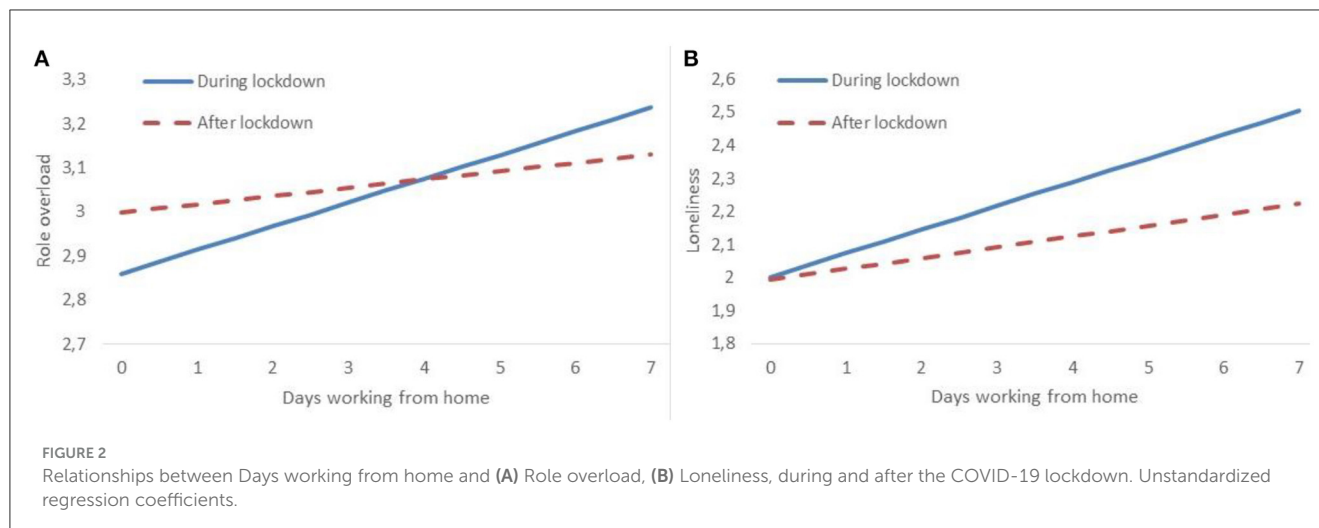 A
3,3
3,2
3,1
3
2,9
2,8
2,7
Role overload
During lockdown
After lockdown
0 1 2 3 4 5 6 7
Days working from home
B
2,6
2,5
2,4
2,3
2,2
2,1
2
1,9
1,8
Loneliness
During lockdown
After lockdown
0 1 2 3 4 5 6 7
Days working from home
FIGURE 2
Relationships between Days working from home and (A) Role overload, (B) Loneliness, during and after the COVID-19 lockdown. Unstandardized
regression coefficients.